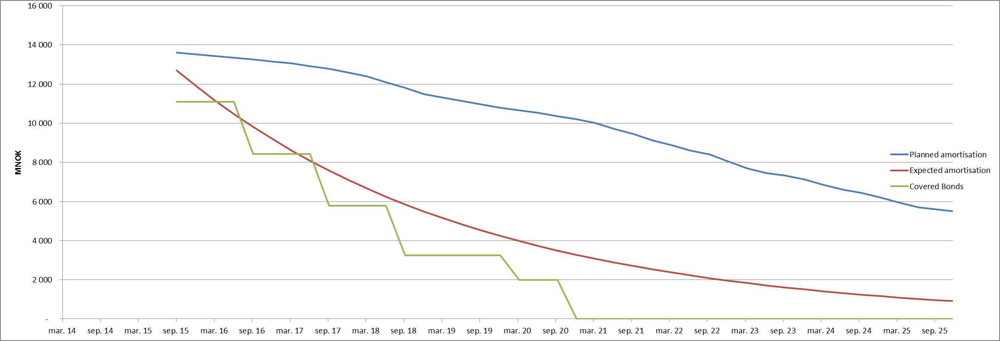 16 000
14 000
12 000
10 000
8 000
6 000
4 000
2 000
-
MNOK
mar. 14 sep. 14 mar. 15 sep. 15 mar. 16 sep. 16 mar. 17 sep. 17 mar. 18 sep. 18 mar. 19 sep. 19 mar. 20 sep. 20 mar. 21 sep. 21 mar. 22 sep. 22 mar. 23 sep. 23 mar. 24 sep. 24 mar. 25 sep. 25
Planned amortisation
Expected amortisation
Covered Bonds